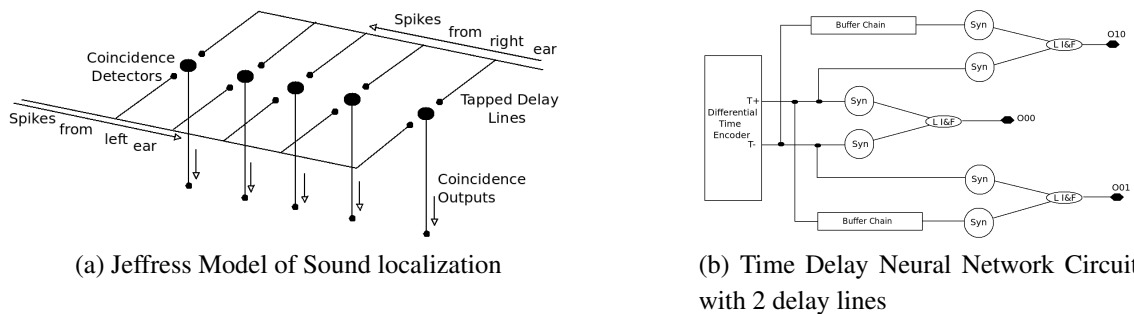 Spikes from right ear
Coincidence
Detectors
Tapped Delay
Lines
Spikes from left ear
Coincidence
Outputs
(a) Jeffress Model of Sound localization
Buffer Chain
Syn
L I&F
O10
Syn
Differential
Time
Encoder
T+
T-
Syn
L I&F
O00
Syn
Syn
L I&F
O01
Buffer Chain
Syn
(b) Time Delay Neural Network Circuit
with 2 delay lines